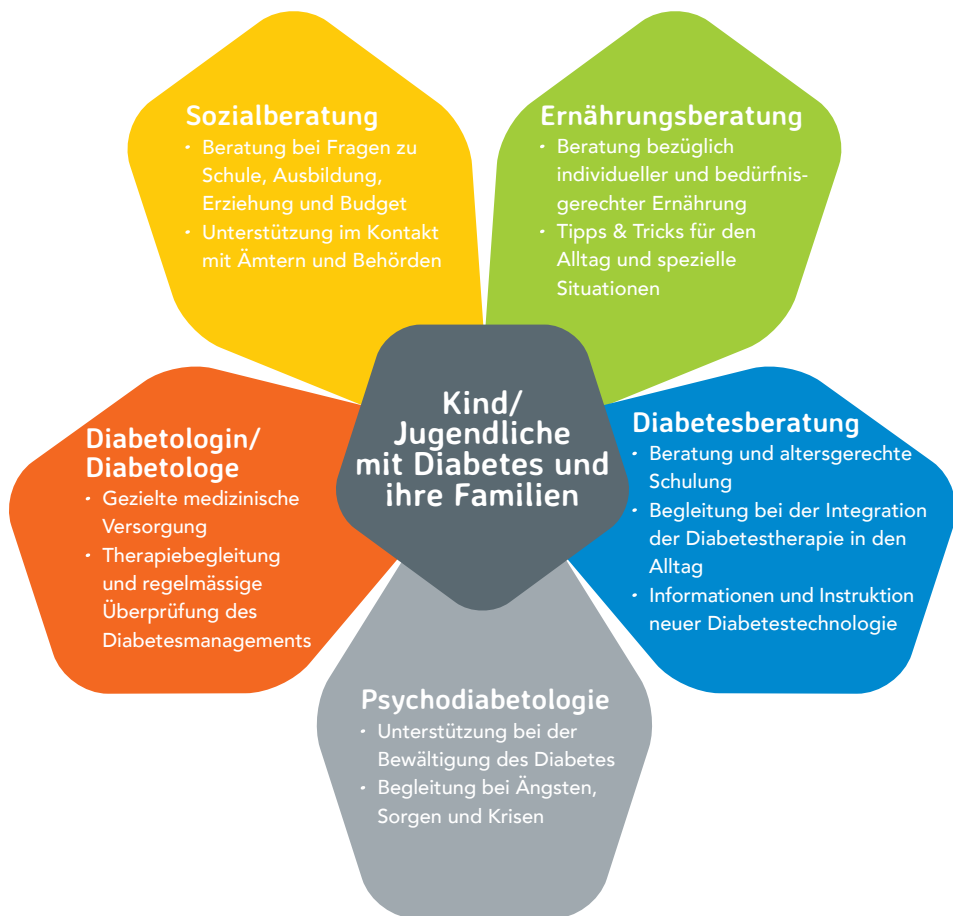 Sozialberatung
· Beratung bei Fragen zu
Schule, Ausbildung,
Erziehung und Budget
· Unterstützung im Kontakt
mit Ämtern und Behörden
Ernährungsberatung
· Beratung bezüglich
individueller und bedürfnis-
gerechter Ernährung
· Tipps & Tricks für den
Alltag und spezielle
Situationen
Kind/
Jugendliche
mit Diabetes und
ihre Familien
Diabetologin/
Diabetologe
· Gezielte medizinische
Versorgung
· Therapiebegleitung
und regelmässige
Überprüfung des
Diabetesmanagements
Diabetesberatung
· Beratung und altersgerechte
Schulung
· Begleitung bei der Integration
der Diabetestherapie in den
Alltag
· Informationen und Instruktion
neuer Diabetestechnologie
Psychodiabetologie
· Unterstützung bei der
Bewältigung des Diabetes
· Begleitung bei Ängsten,
Sorgen und Krisen